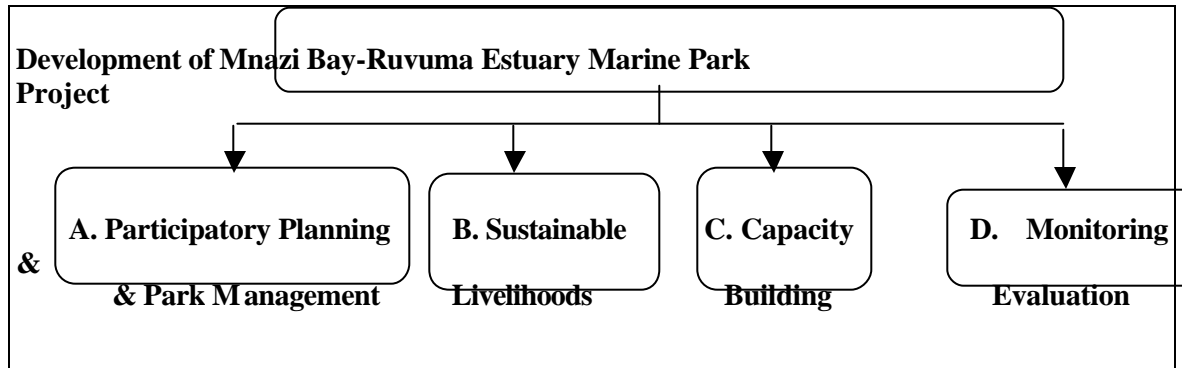 Development of Mnazi Bay-Ruvuma Estuary Marine Park
Project
A. Participatory Planning B. Sustainable C. Capacity D. Monitoring
&
& Park Management Livelihoods Building Evaluation